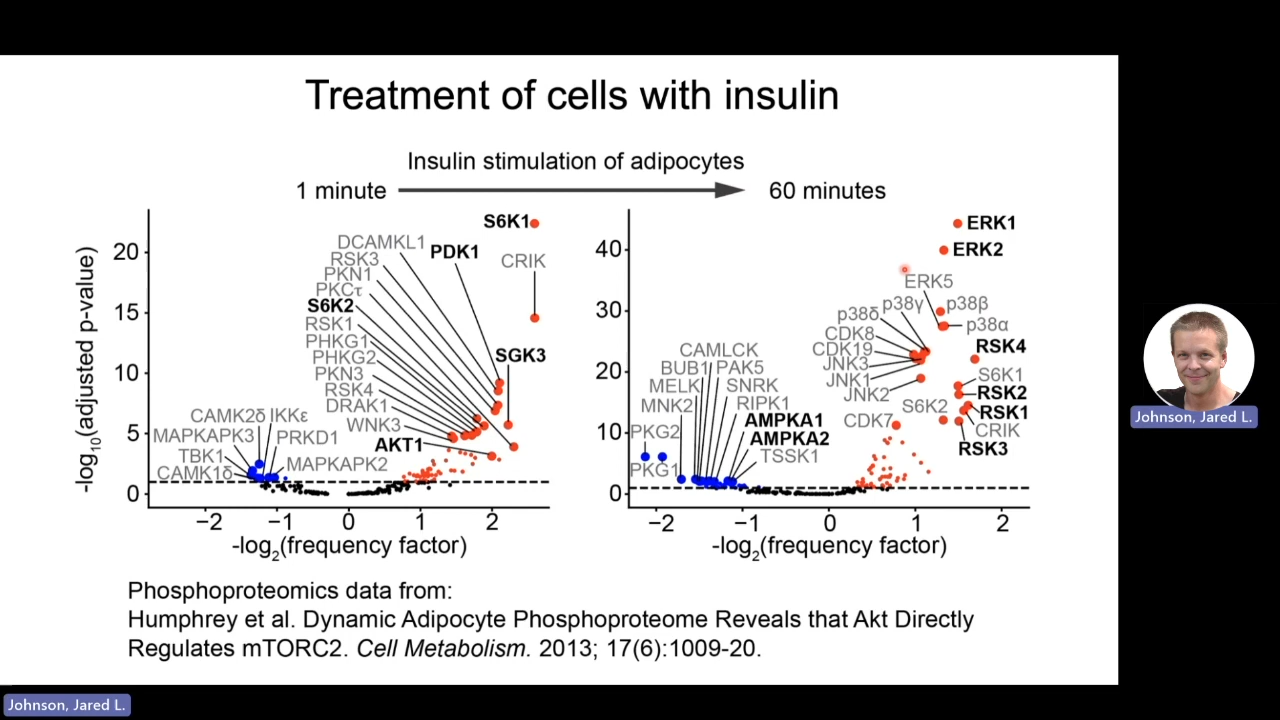 Treatment of cells with insulin
Insulin stimulation of adipocytes
1 minute
60 minutes
-log10(adjusted p-value)
20
15
10
5
0
−2
−1
0
1
2
-log2(frequency factor)
S6K1
DCAMKL1
PDK1
CRIK
RSK3
PKN1
PKCτ
S6K2
RSK1
PHKG1
PHKG2
SGK3
PKN3
RSK4
DRAK1
WNK3
AKT1
CAMK2δ
IKKε
MAPKAPK3
PRKD1
TBK1
MAPKAPK2
CAMK1δ
40
30
20
10
0
−2
−1
0
1
2
-log2(frequency factor)
ERK1
ERK2
ERK5
p38γ
p38β
p38δ
p38α
CDK8
RSK4
CDK19
JNK3
S6K1
JNK1
RSK2
JNK2
S6K2
RSK1
CDK7
CRIK
RSK3
CAMLCK
BUB1
PAK5
MELK
SNRK
MNK2
RIPK1
AMPKA1
PKG2
AMPKA2
TSSK1
PKG1
Phosphoproteomics data from:
Humphrey et al. Dynamic Adipocyte Phosphoproteome Reveals that Akt Directly
Regulates mTORC2. Cell Metabolism. 2013; 17(6):1009-20.
Johnson, Jared L.
Johnson, Jared L.